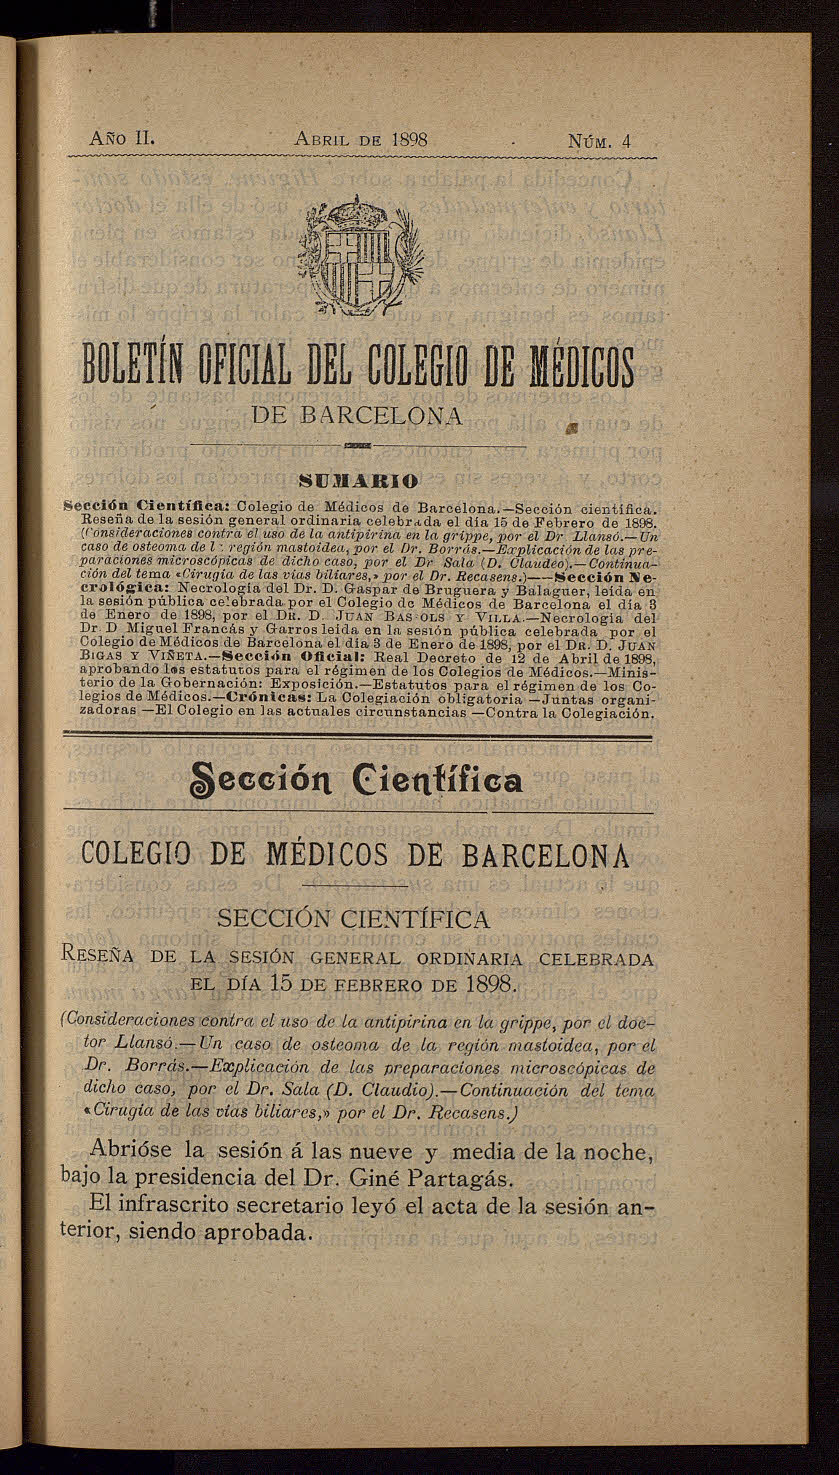 Año II. Abril de 1898 Núm. 4
BOLETÍN OFICIAL DEL COLEGIO DE MÉDICOS
DE BARCELONA
SUMARIO
Sección Científica: Colegio de Médicos de Barcelona.—Sección científica.
Reseña de la sesión general ordinaria celebrada el día 15 de Febrero de 1898.
(Consideraciones contra el uso de la antipirina en la grippe, por el Dr Llansó.—Un
caso de osteoma de l. región mastoidea, por el Dr. Borrás.—Explicación de las pre-
paraciones microscópicas de dicho caso, por el Dr Sala (D. Claudeo).—Continua-
ción del tema «Cirugía de las vias biliares,» por el Dr. Recasens.)—Sección Ne-
crológica: Necrología del Dr. D. Gaspar de Bruguera y Balaguer, leída en
la sesión pública celebrada por el Colegio de Médicos de Barcelona el día 3
de Enero de 1898, por el Dr. D. Juan Bas ols y Villa.—Necrología del
Dr. D Miguel Francás y Garros leída en la sesión pública celebrada por el
Colegio de Médicos de Barcelona el día 3 de Enero de 1898, por el Dr. D. Juan
Bigas y Viñeta.—Sección Oficial: Real Decreto de 12 de Abril de 1898,
aprobando los estatutos para el régimen de los Colegios de Médicos.—Minis-
terio de la Gobernación: Exposición.—Estatutos para el régimen de los Co-
legios de Médicos.—Crónicas: La Colegiación obligatoria —Juntas organi-
zadoras —El Colegio en las actuales circunstancias —Contra la Colegiación.
Sección Científica
COLEGIO DE MÉDICOS DE BARCELONA
SECCIÓN CIENTÍFICA
Reseña de la sesión general ordinaria celebrada
el día 15 de febrero de 1898.
(Consideraciones contra el uso de la antipirina en la grippe, por el doc-
tor Llansó.—Un caso de osteoma de la región mastoidea, por el
Dr. Borrás.—Explicación de las preparaciones microscópicas de
dicho caso, por el Dr. Sala (D. Claudio).—Continuación del tema
«Cirugía de las vias biliares,» por el Dr. Recasens.)
Abrióse la sesión á las nueve y media de la noche,
bajo la presidencia del Dr. Giné Partagás.
El infrascrito secretario leyó el acta de la sesión an-
terior, siendo aprobada.